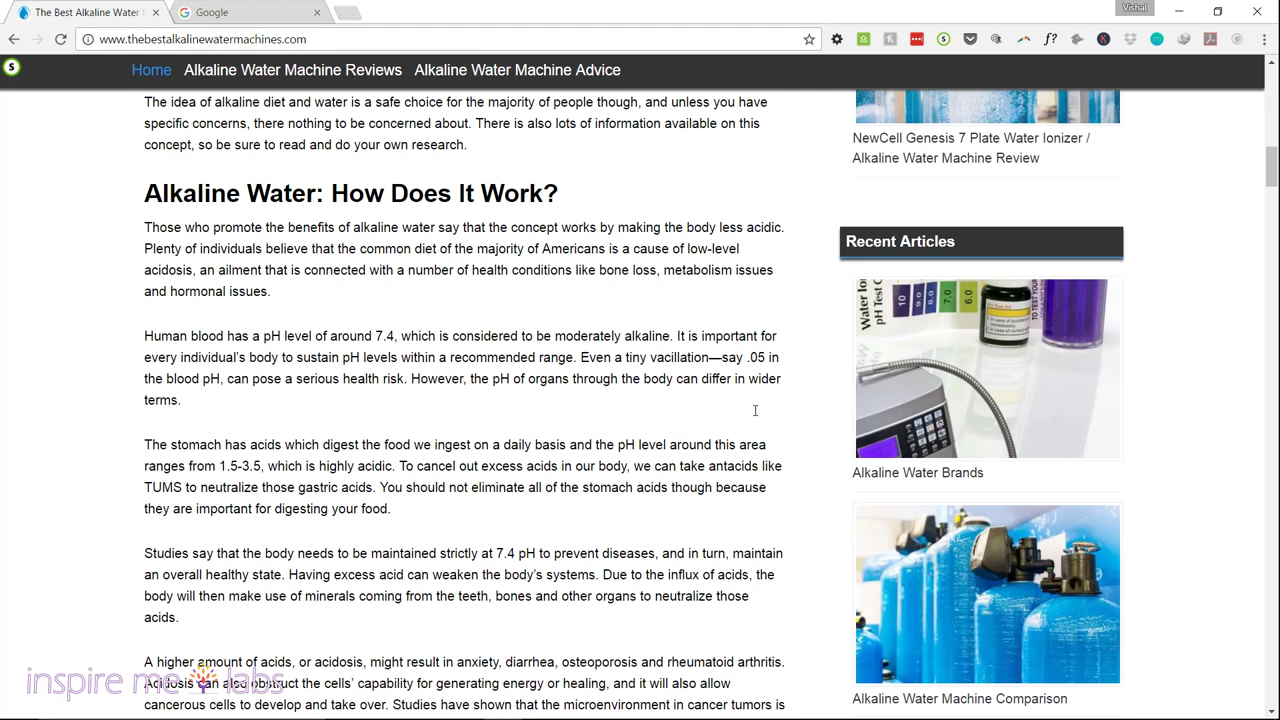 The Best Alkaline Water
Google
Vishal
www.thebestalkalinewatermachines.com
Home Alkaline Water Machine Reviews Alkaline Water Machine Advice
The idea of alkaline diet and water is a safe choice for the majority of people though, and unless you have
specific concerns, there nothing to be concerned about. There is also lots of information available on this
concept, so be sure to read and do your own research.
Alkaline Water: How Does It Work?
Those who promote the benefits of alkaline water say that the concept works by making the body less acidic.
Plenty of individuals believe that the common diet of the majority of Americans is a cause of low-level
acidosis, an ailment that is connected with a number of health conditions like bone loss, metabolism issues
and hormonal issues.
Human blood has a pH level of around 7.4, which is considered to be moderately alkaline. It is important for
every individual's body to sustain pH levels within a recommended range. Even a tiny vacillation—say .05 in
the blood pH, can pose a serious health risk. However, the pH of organs through the body can differ in wider
terms.
The stomach has acids which digest the food we ingest on a daily basis and the pH level around this area
ranges from 1.5-3.5, which is highly acidic. To cancel out excess acids in our body, we can take antacids like
TUMS to neutralize those gastric acids. You should not eliminate all of the stomach acids though because
they are important for digesting your food.
Studies say that the body needs to be maintained strictly at 7.4 pH to prevent diseases, and in turn, maintain
an overall healthy state. Having excess acid can weaken the body's systems. Due to the influx of acids, the
body will then make use of minerals coming from the teeth, bones and other organs to neutralize those
acids.
A higher amount of acids, or acidosis, might result in anxiety, diarrhea, osteoporosis and rheumatoid arthritis.
the cells' capability for generating energy or healing, and it will also allow
cancerous cells to develop and take over. Studies have shown that the microenvironment in cancer tumors is
inspire me labs
NewCell Genesis 7 Plate Water Ionizer /
Alkaline Water Machine Review
Recent Articles
Water Ion
pH Test C
10 9.0 8.0 7.0 6.0
Alkaline Water Brands
Alkaline Water Machine Comparison